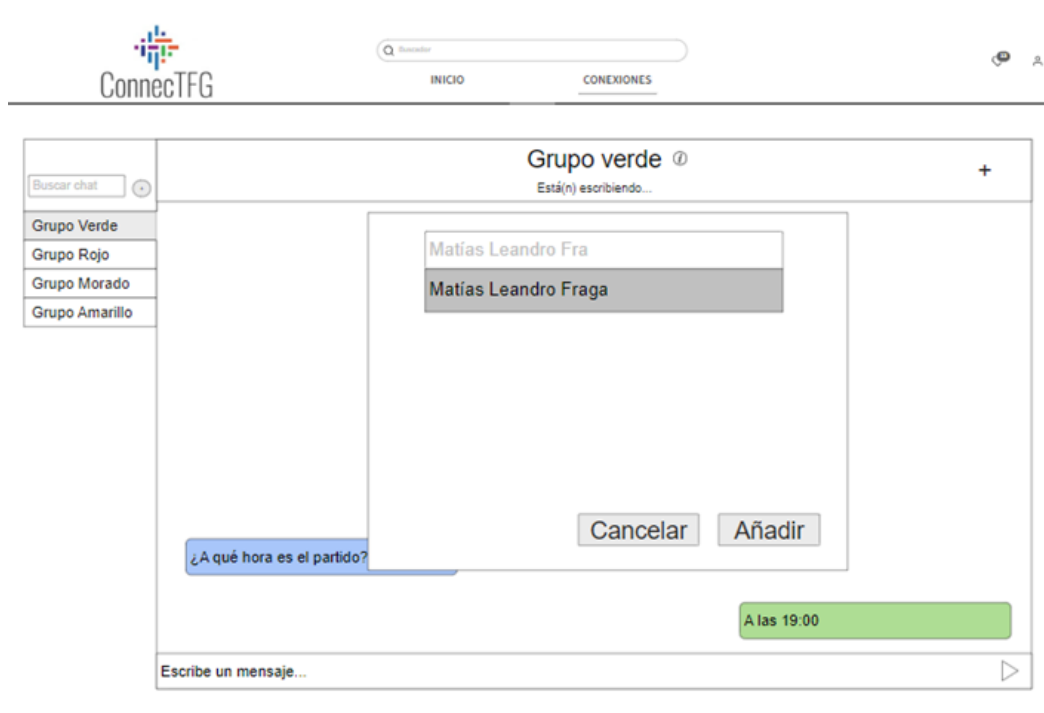 ConnecTFG
Buscador
INICIO
CONEXIONES
Buscar chat
Grupo Verde
Grupo Rojo
Grupo Morado
Grupo Amarillo
Grupo verde
Está(n) escribiendo...
+
Matías Leandro Fra
Matías Leandro Fraga
Cancelar
Añadir
¿A qué hora es el partido?
A las 19:00
Escribe un mensaje...